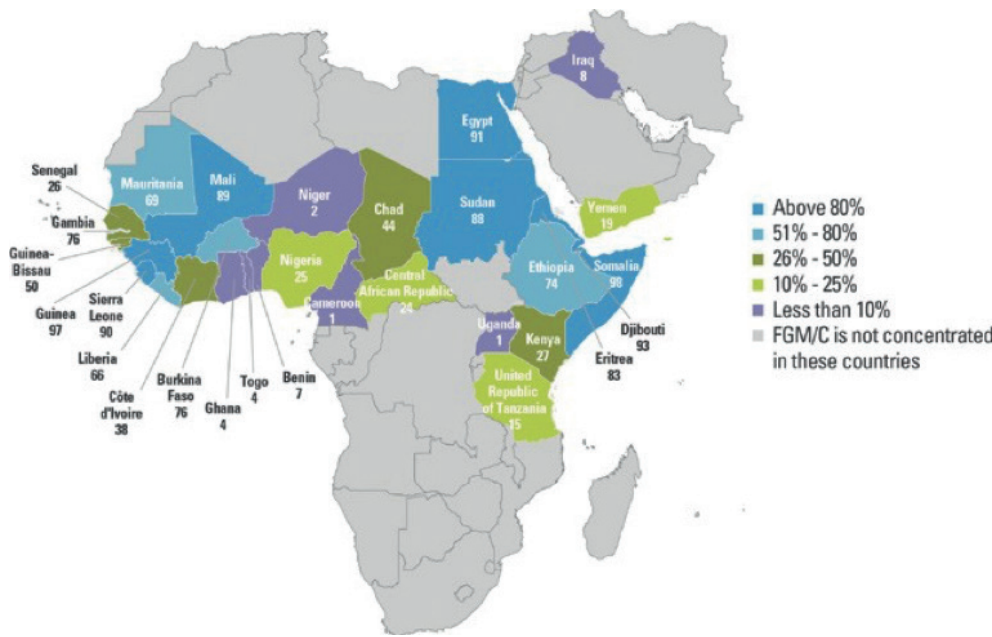 Iraq
8
Egypt
91
Senegal
26
Mauritania
69
Mali
89
Niger
2
Chad
44
Sudan
88
Yemen
19
Gambia
76
Guinea-
Bissau
50
Nigeria
25
Central
African Republic
24
Ethiopia
74
Somalia
98
Guinea
97
Sierra
Leone
90
Cameroon
1
Uganda
1
Kenya
27
Djibouti
93
Eritrea
83
Liberia
66
Côte
d'Ivoire
38
Burkina
Faso
76
Ghana
4
Togo
4
Benin
7
United
Republic
of Tanzania
15
Above 80%
51% - 80%
26% - 50%
10% - 25%
Less than 10%
FGM/C is not concentrated
in these countries